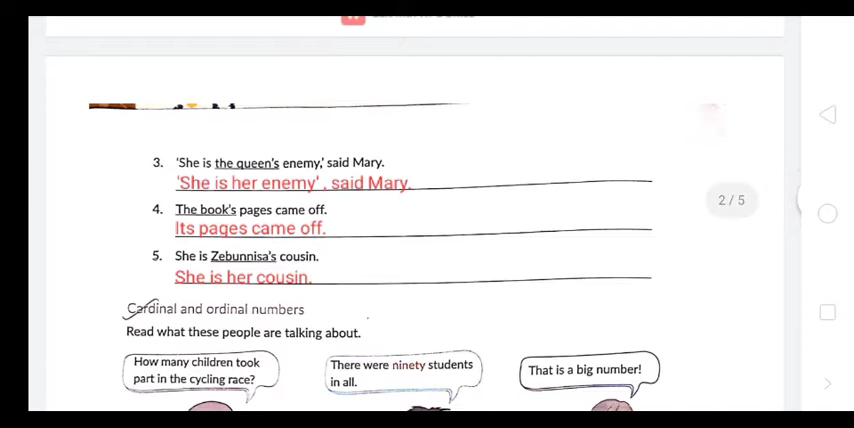 3. 'She is the queen's enemy,' said Mary.
'She is her enemy' , said Mary.
2 / 5
4. The book's pages came off.
Its pages came off.
5. She is Zebunnisa's cousin.
She is her cousin.
Cardinal and ordinal numbers
Read what these people are talking about.
How many children took
part in the cycling race?
There were ninety students
in all.
That is a big number!